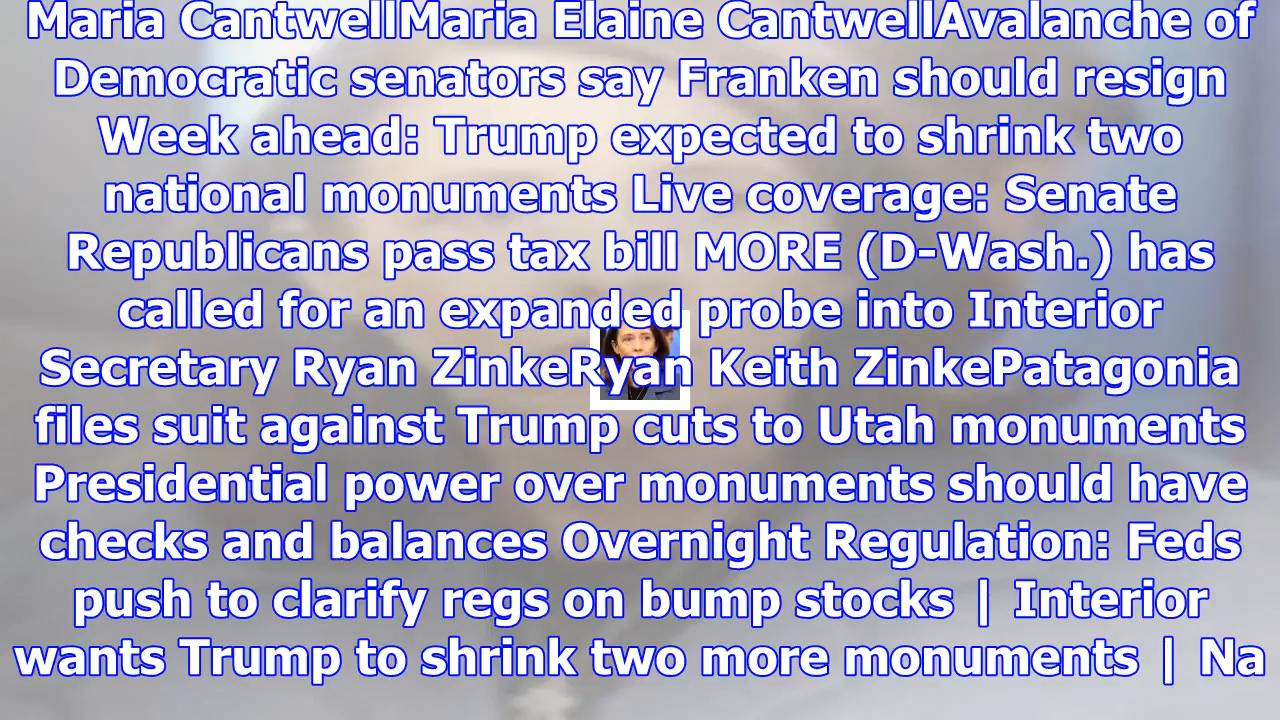 Maria CantwellMaria Elaine CantwellAvalanche of
Democratic senators say Franken should resign
Week ahead: Trump expected to shrink two
national monuments Live coverage: Senate
Republicans pass tax bill MORE (D-Wash.) has
called for an expanded probe into Interior
Secretary Ryan ZinkeRyan Keith ZinkePatagonia
files suit against Trump cuts to Utah monuments
Presidential power over monuments should have
checks and balances Overnight Regulation: Feds
push to clarify regs on bump stocks | Interior
wants Trump to shrink two more monuments | Na